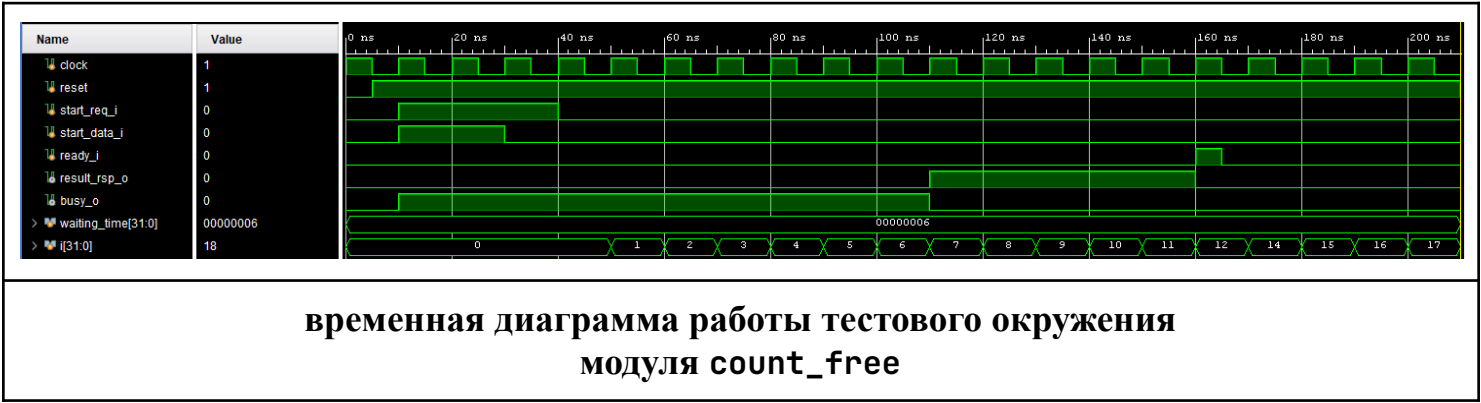 Name Value 0 ns 20 ns 40 ns 60 ns 80 ns 100 ns 120 ns 140 ns 160 ns 180 ns 200 ns
clock 1
reset 1
start_req_i 0
start_data_i 0
ready_i 0
result_rsp_o 0
busy_o 0
waiting_time[31:0] 00000006 00000006
i[31:0] 18 0 1 2 3 4 5 6 7 8 9 10 11 12 14 15 16 17
временная диаграмма работы тестового окружения
модуля count_free